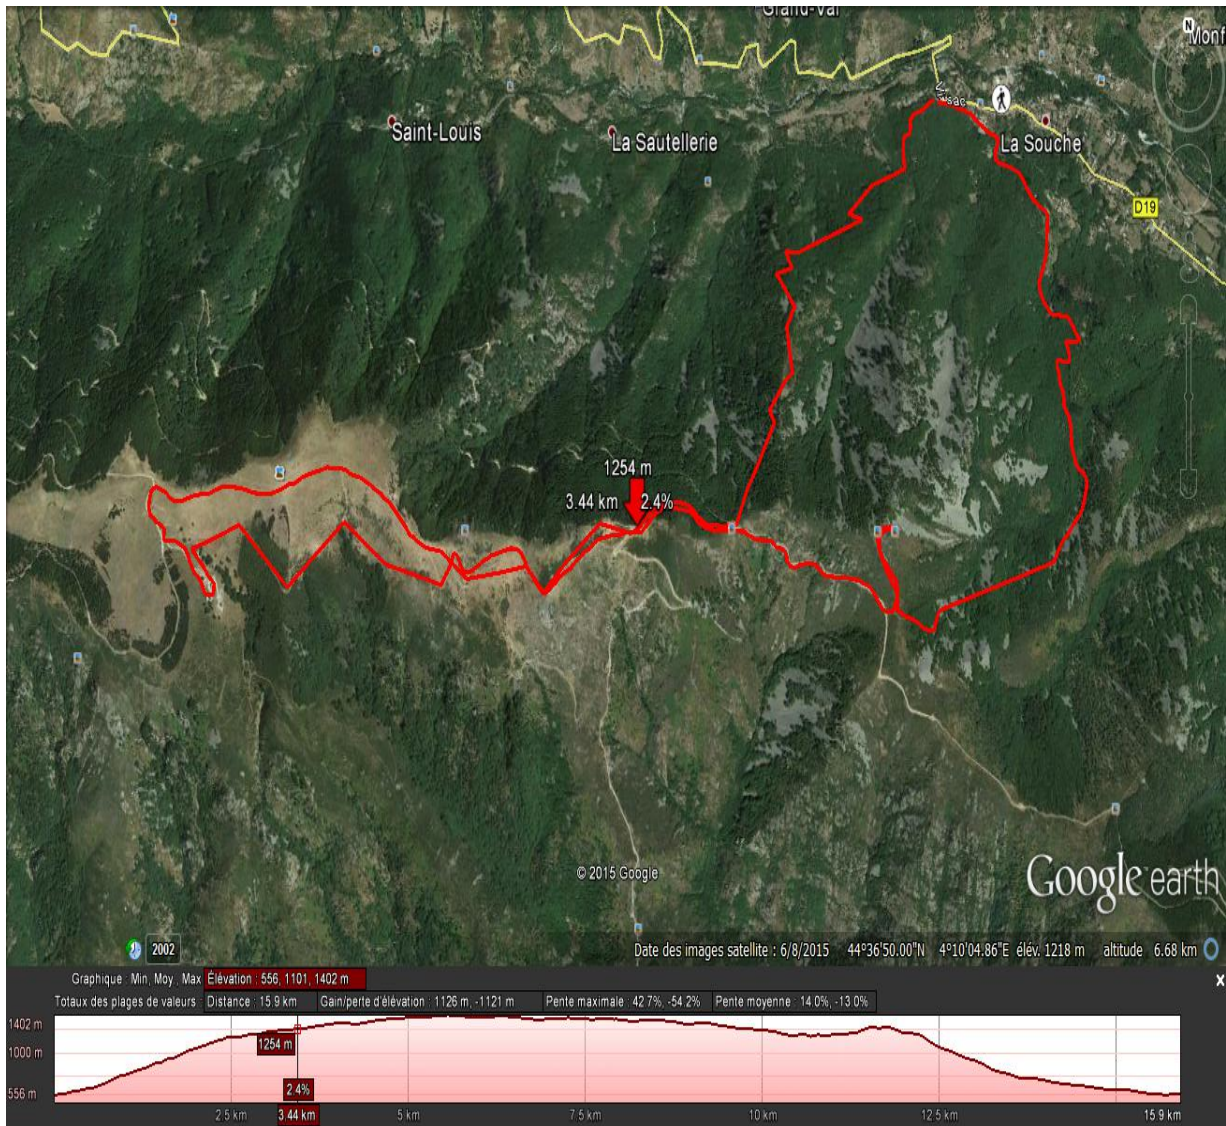 Grand-Val
N
Monf
Saint-Louis
La Sautellerie
La Souche
D19
1254 m
3.44 km 2.4%
© 2015 Google
Google earth
2002
Date des images satellite : 6/8/2015 44°36'50.00"N 4°10'04.86"E élév. 1218 m altitude 6.68 km
Graphique : Min, Moy., Max Élévation : 556, 1101, 1402 m
x
Totaux des plages de valeurs : Distance : 15.9 km Gain/perte d'élévation : 1126 m, -1121 m Pente maximale : 42.7%, -54.2% Pente moyenne : 14.0%, -13.0%
1402 m
1254 m
1000 m
2.4%
556 m
2.5 km 3.44 km 5 km 7.5 km 10 km 12.5 km 15.9 km